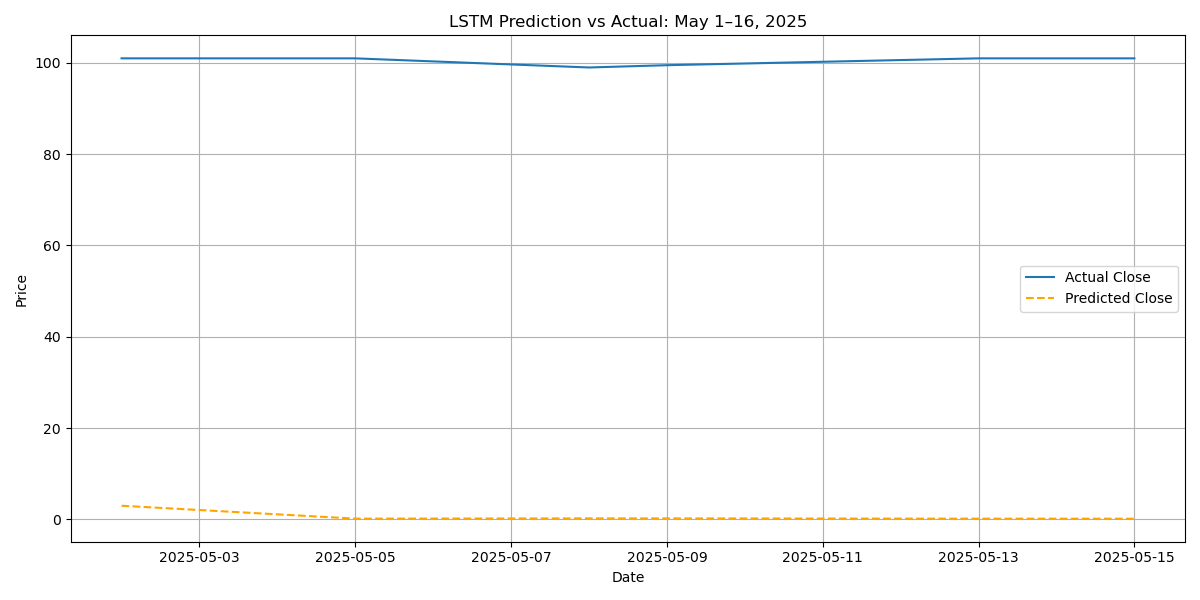 LSTM Prediction vs Actual: May 1–16, 2025
100
80
60
40
20
0
Price
Actual Close
Predicted Close
2025-05-03
2025-05-05
2025-05-07
2025-05-09
2025-05-11
2025-05-13
2025-05-15
Date